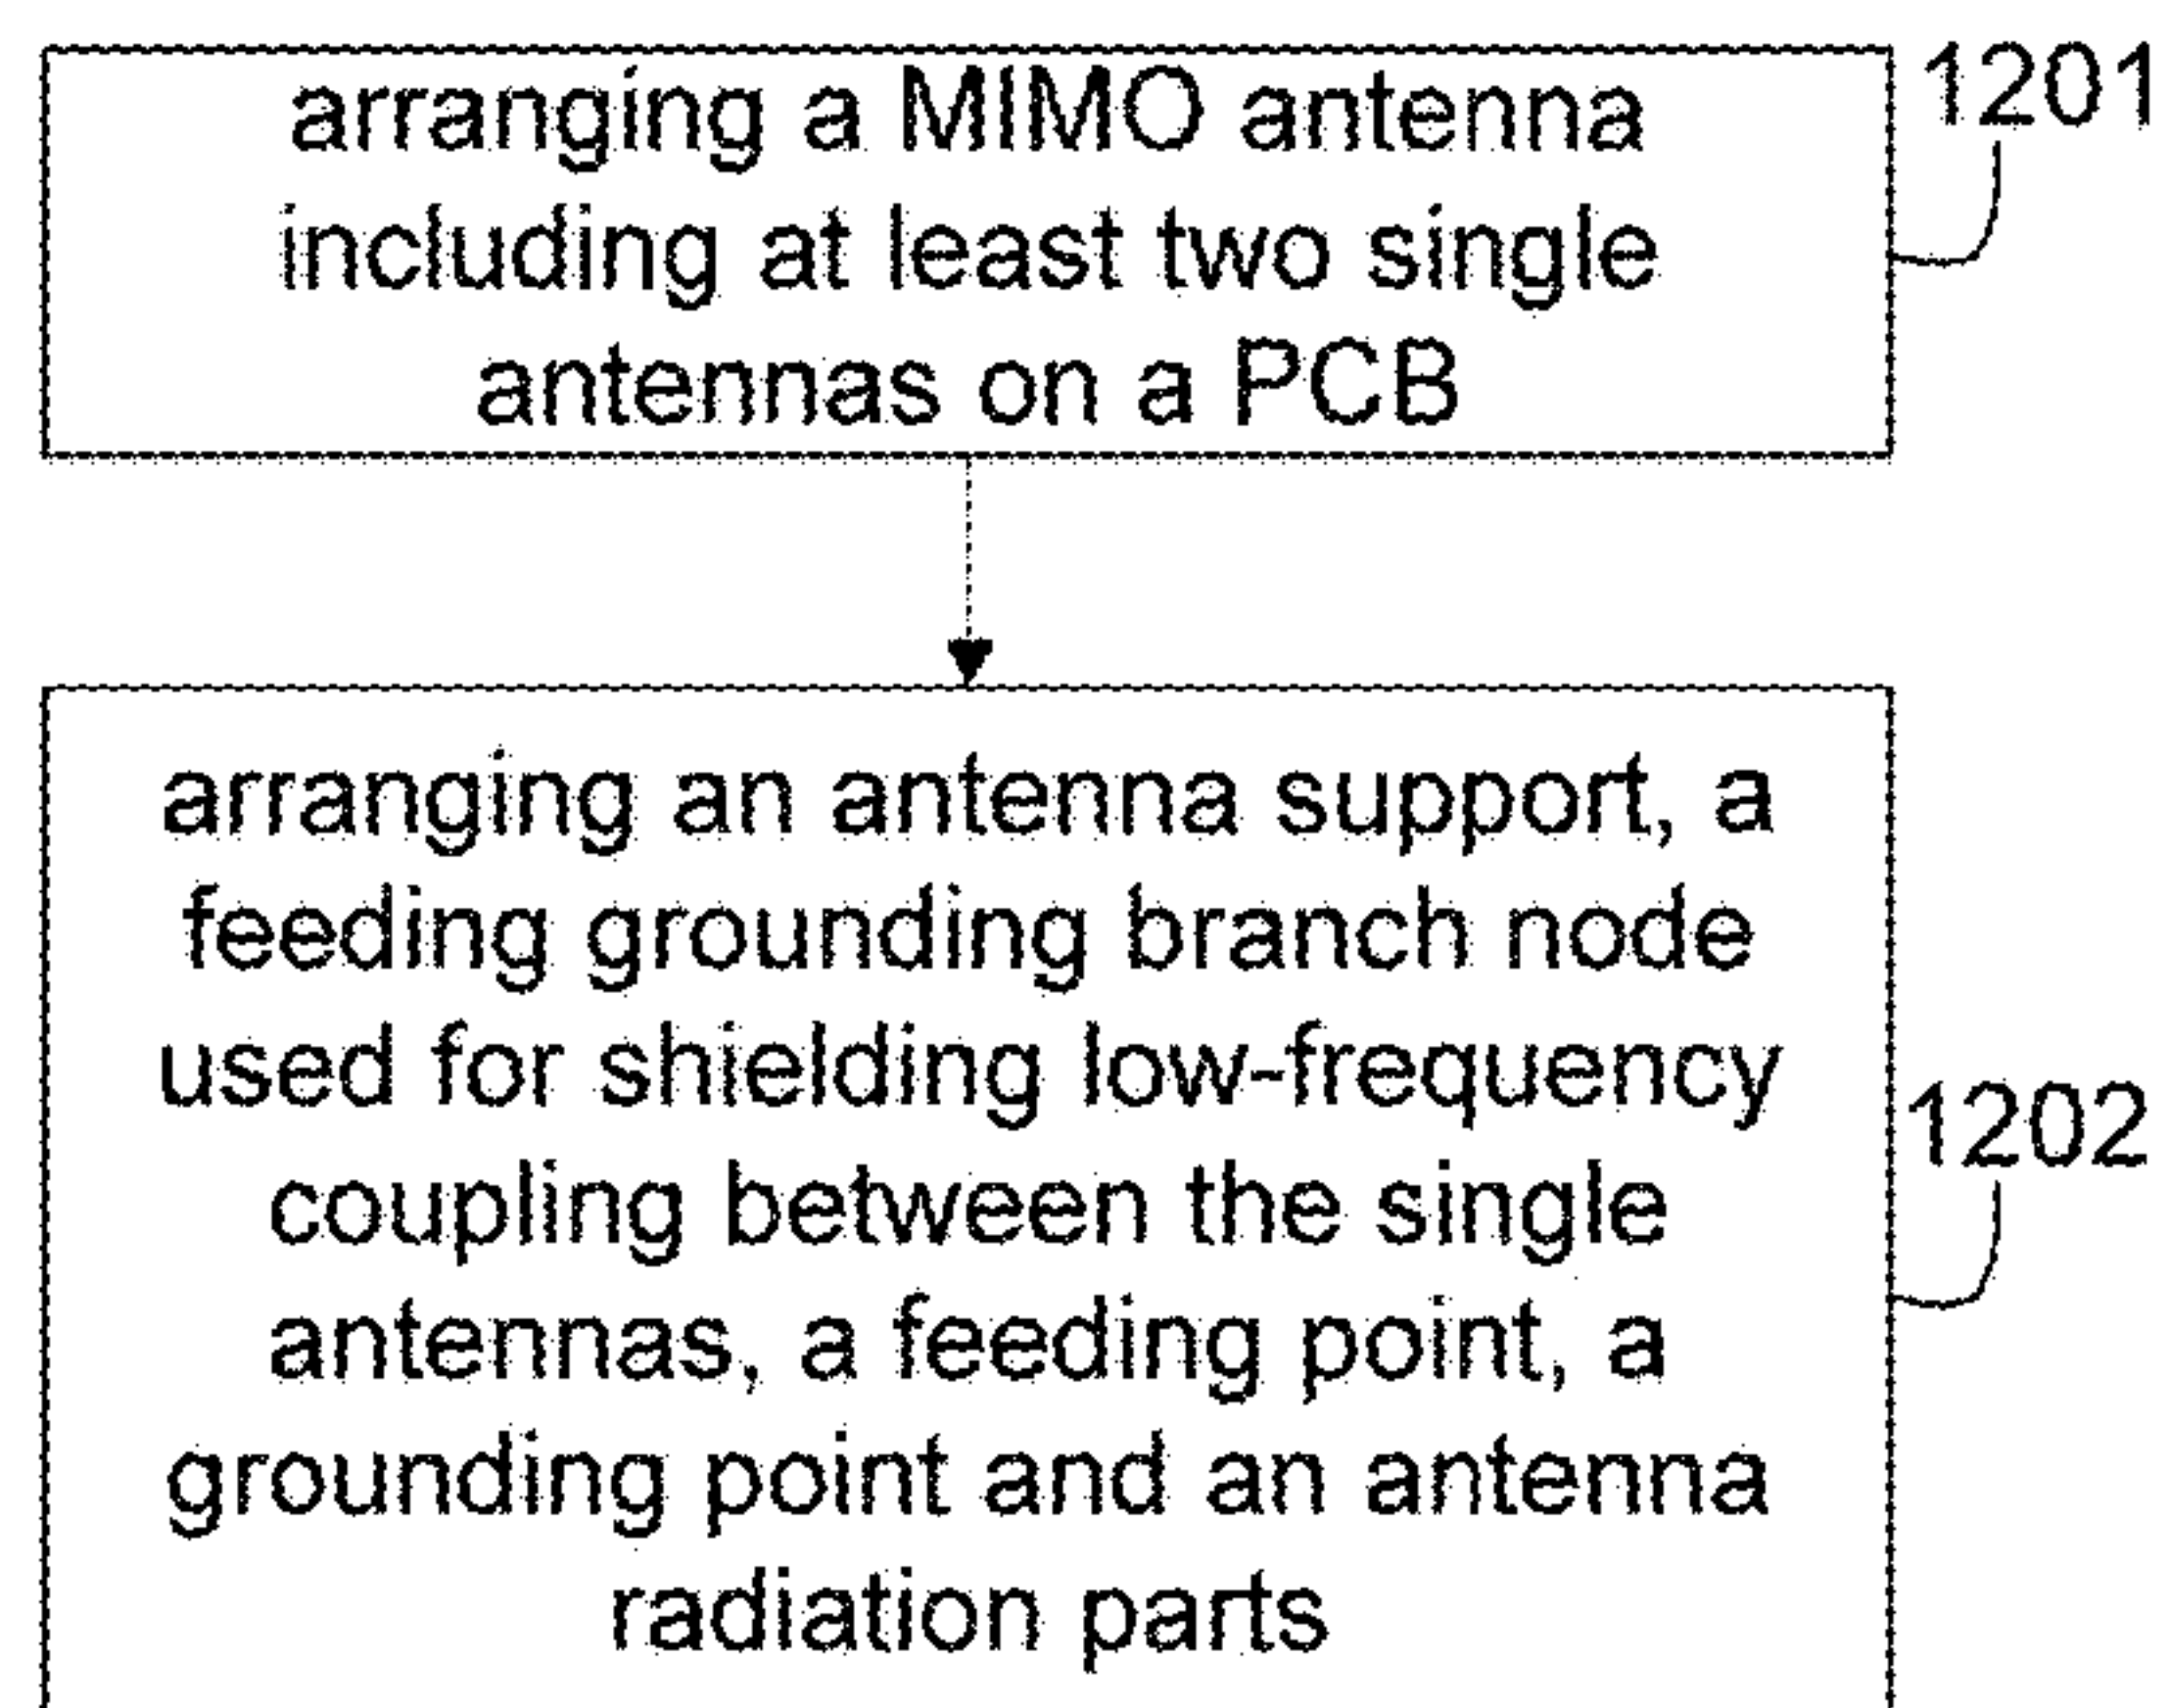 arranging a MIMO antenna
including at least two single
antennas on a PCB
1201
arranging an antenna support, a
feeding grounding branch node
used for shielding low-frequency
coupling between the single
antennas, a feeding point, a
grounding point and an antenna
radiation parts
1202